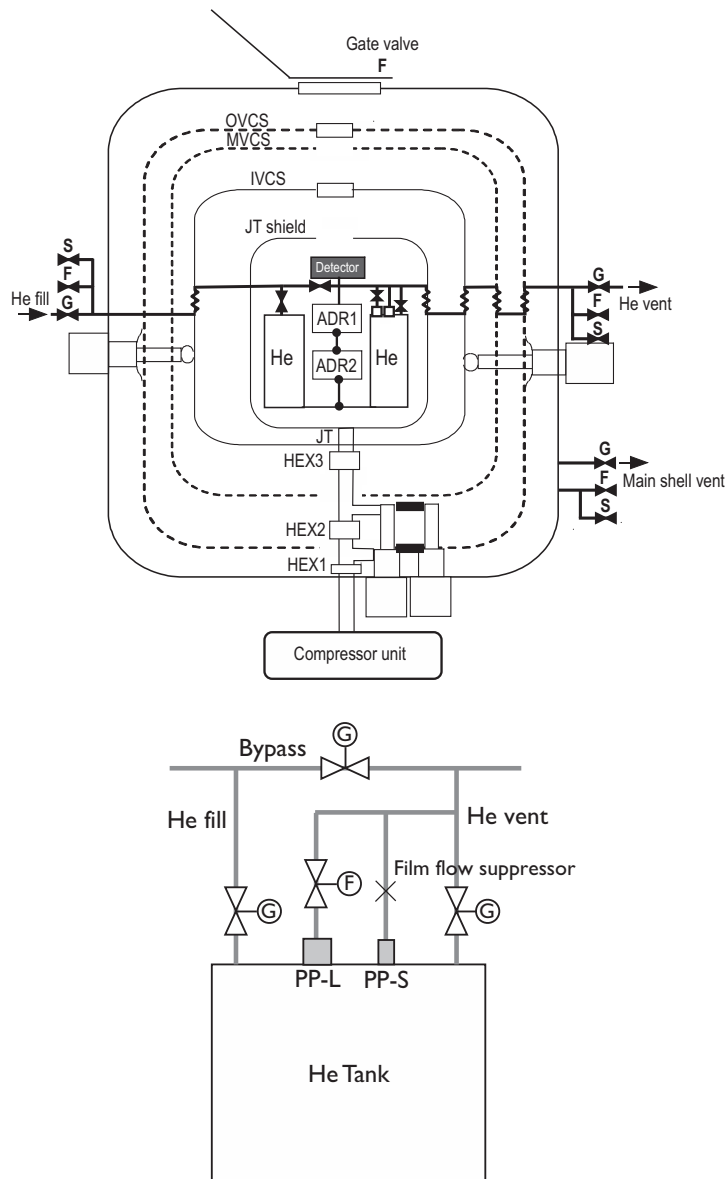 Gate valve
F
OVCS
MVCS
IVCS
JT shield
S
F
He fill
G
Detector
ADR1
He
ADR2
He
G
He vent
F
S
JT
HEX3
G
Main shell vent
F
S
HEX2
HEX1
Compressor unit
G
Bypass
He fill
He vent
Film flow suppressor
G
F
G
PP-L
PP-S
He Tank